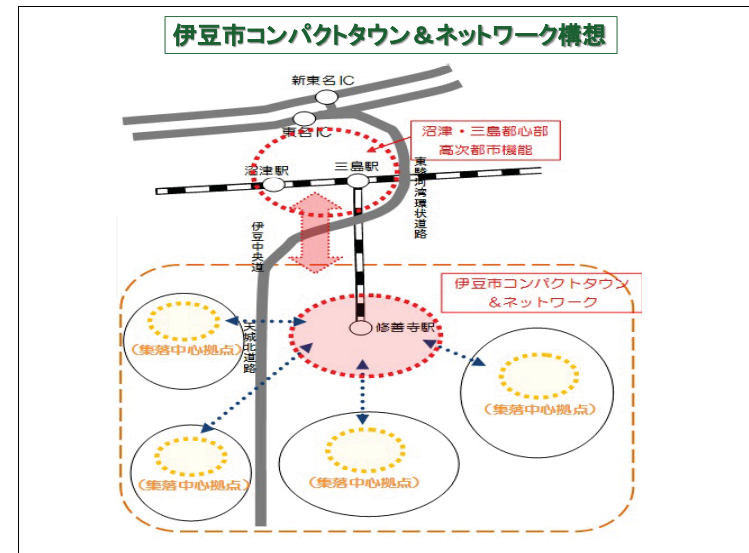 伊豆市コンパクトタウン＆ネットワーク構想
新東名IC
東名IC
沼津・三島都心部
高次都市機能
沼津駅
三島駅
東駿河湾環状道路
伊豆中央道
伊豆市コンパクトタウン
＆ネットワーク
天城北道路
修善寺駅
(集落中心拠点)
(集落中心拠点)
(集落中心拠点)
(集落中心拠点)